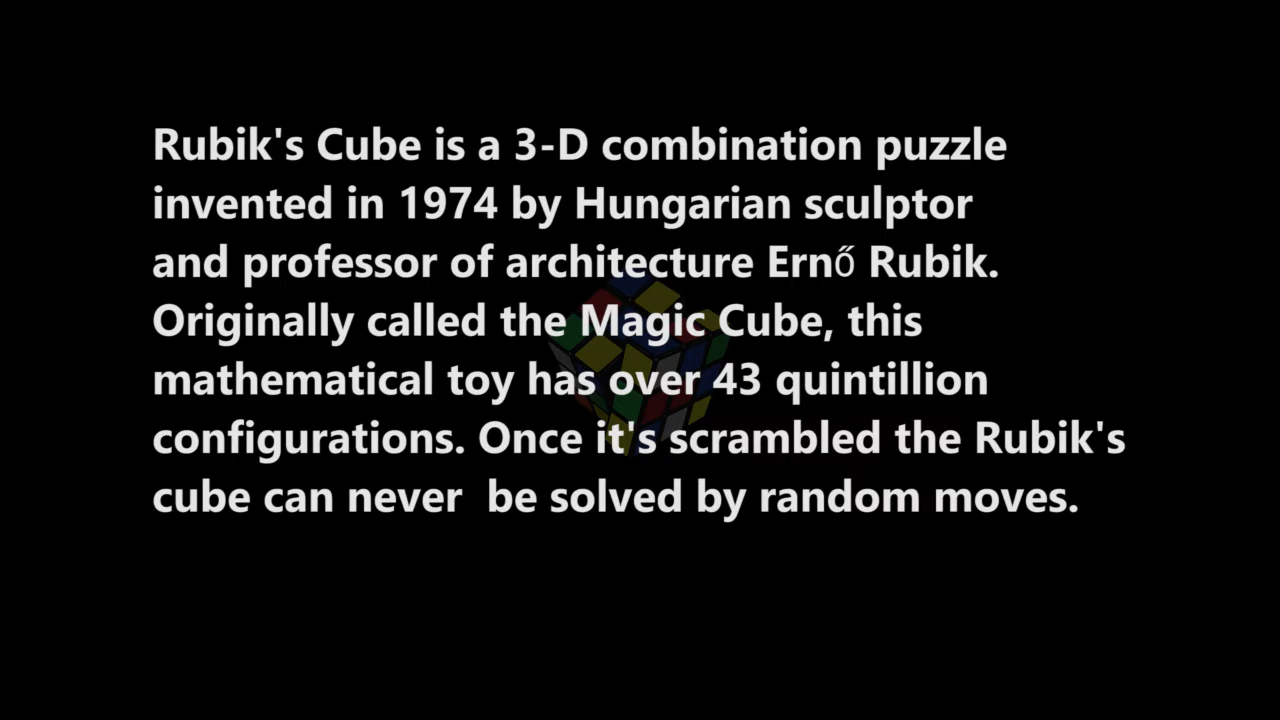 Rubik's Cube is a 3-D combination puzzle
invented in 1974 by Hungarian sculptor
and professor of architecture Ernő Rubik.
Originally called the Magic Cube, this
mathematical toy has over 43 quintillion
configurations. Once it's scrambled the Rubik's
cube can never  be solved by random moves.